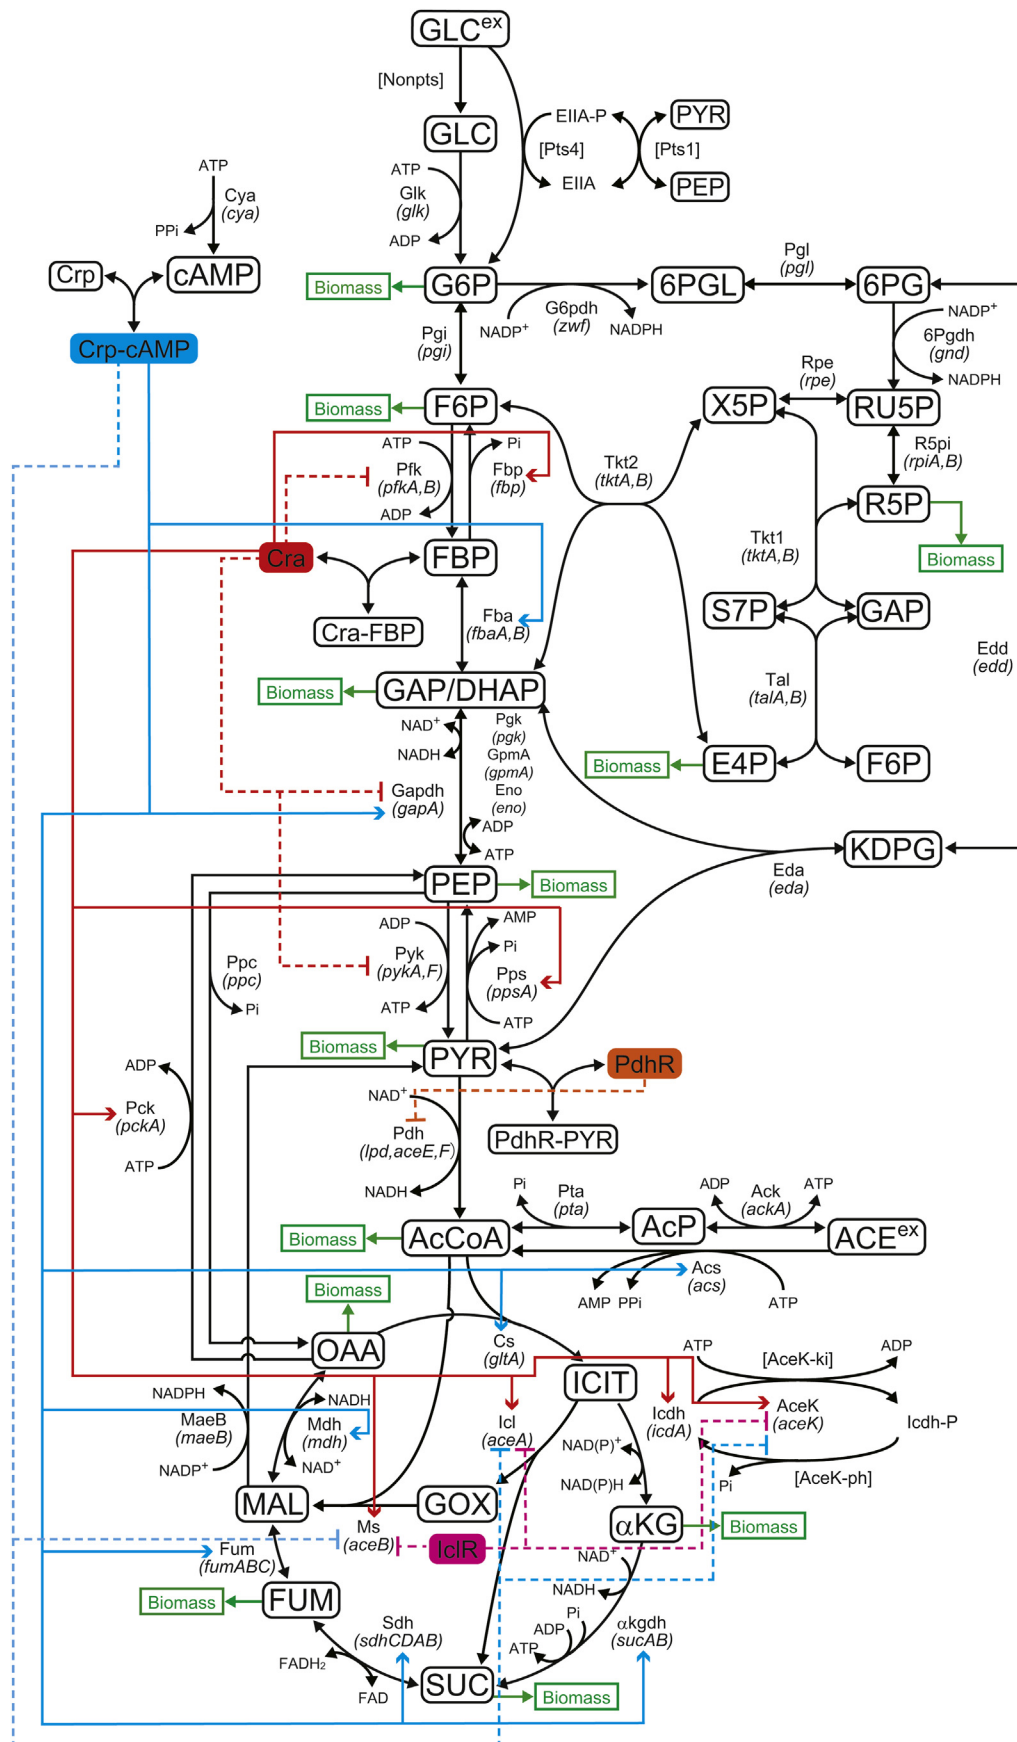 GLCex
[Nonpts]
GLC
EIIA-P
PYR
[Pts4]
[Pts1]
EIIA
PEP
ATP
Glk
(glk)
ADP
ATP
Cya
(cya)
PPi
Crp
cAMP
Crp-cAMP
Biomass
G6P
6PGL
Pgl
(pgl)
6PG
NADP+
G6pdh
(zwf)
NADPH
NADP+
6Pgdh
(gnd)
NADPH
Pgi
(pgi)
Biomass
F6P
X5P
Rpe
(rpe)
RU5P
ATP
Pi
Pfk
(pfkA,B)
Fbp
(fbp)
ADP
Tkt2
(tktA,B)
R5pi
(rpiA,B)
R5P
Cra
FBP
Tkt1
(tktA,B)
Biomass
Cra-FBP
Fba
(fbaA,B)
S7P
GAP
Edd
(edd)
Biomass
GAP/DHAP
Tal
(talA,B)
NAD+
NADH
Pgk
(pgk)
GpmA
(gpmA)
Eno
(eno)
Biomass
E4P
F6P
Gapdh
(gapA)
ADP
ATP
KDPG
Eda
(eda)
PEP
Biomass
ADP
AMP
Pi
Ppc
(ppc)
Pyk
(pykA,F)
Pps
(ppsA)
Pi
ATP
ATP
Biomass
PYR
PdhR
ADP
Pck
(pckA)
ATP
NAD+
Pdh
(lpd,aceE,F)
NADH
PdhR-PYR
Pi
Pta
(pta)
ADP
Ack
(ackA)
ATP
Biomass
AcCoA
AcP
ACEex
Acs
(acs)
AMP
PPi
ATP
Biomass
OAA
Cs
(gltA)
ICIT
ATP
[AceK-ki]
ADP
NADPH
MaeB
(maeB)
NADP+
NADH
Mdh
(mdh)
NAD+
Icl
(aceA)
Icdh
(icdA)
AceK
(aceK)
Icdh-P
NAD(P)+
NAD(P)H
[AceK-ph]
Pi
MAL
GOX
αKG
Biomass
Ms
(aceB)
IclR
Fum
(fumABC)
NAD+
NADH
Biomass
FUM
Sdh
(sdhCDAB)
Pi
ADP
ATP
αkgdh
(sucAB)
FADH2
FAD
SUC
Biomass